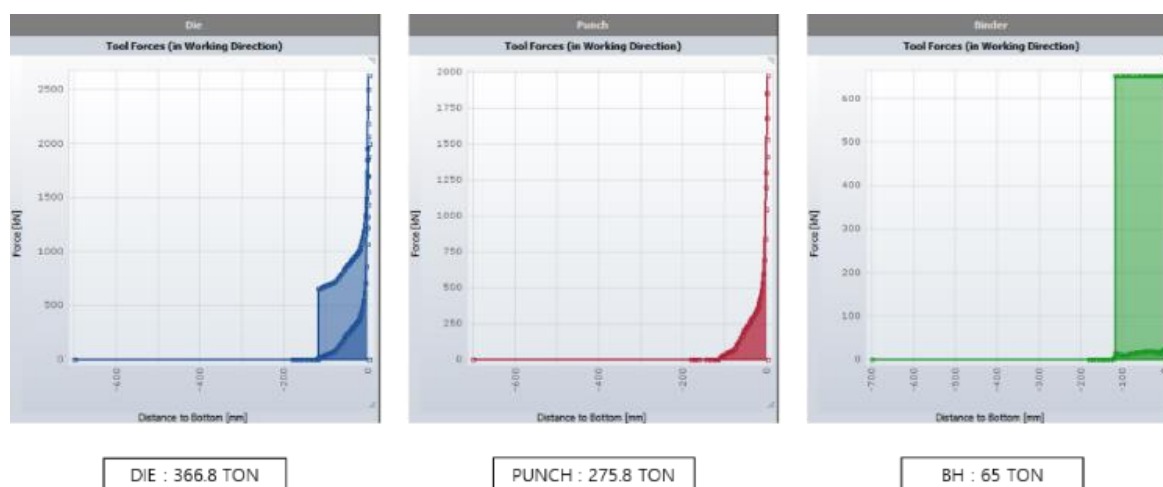 Die
Tool Forces (in Working Direction)
2500
2000
1500
1000
500
0
Force [kN]
-600
-400
-200
0
Distance to Bottom [mm]
DIE : 366.8 TON
Punch
Tool Forces (in Working Direction)
2000
1750
1500
1250
1000
750
500
250
0
Force [kN]
-600
-400
-200
0
Distance to Bottom [mm]
PUNCH : 275.8 TON
Binder
Tool Forces (in Working Direction)
600
500
400
300
200
100
0
Force [kN]
-700
-600
-500
-400
-300
-200
-100
Distance to Bottom [mm]
BH : 65 TON